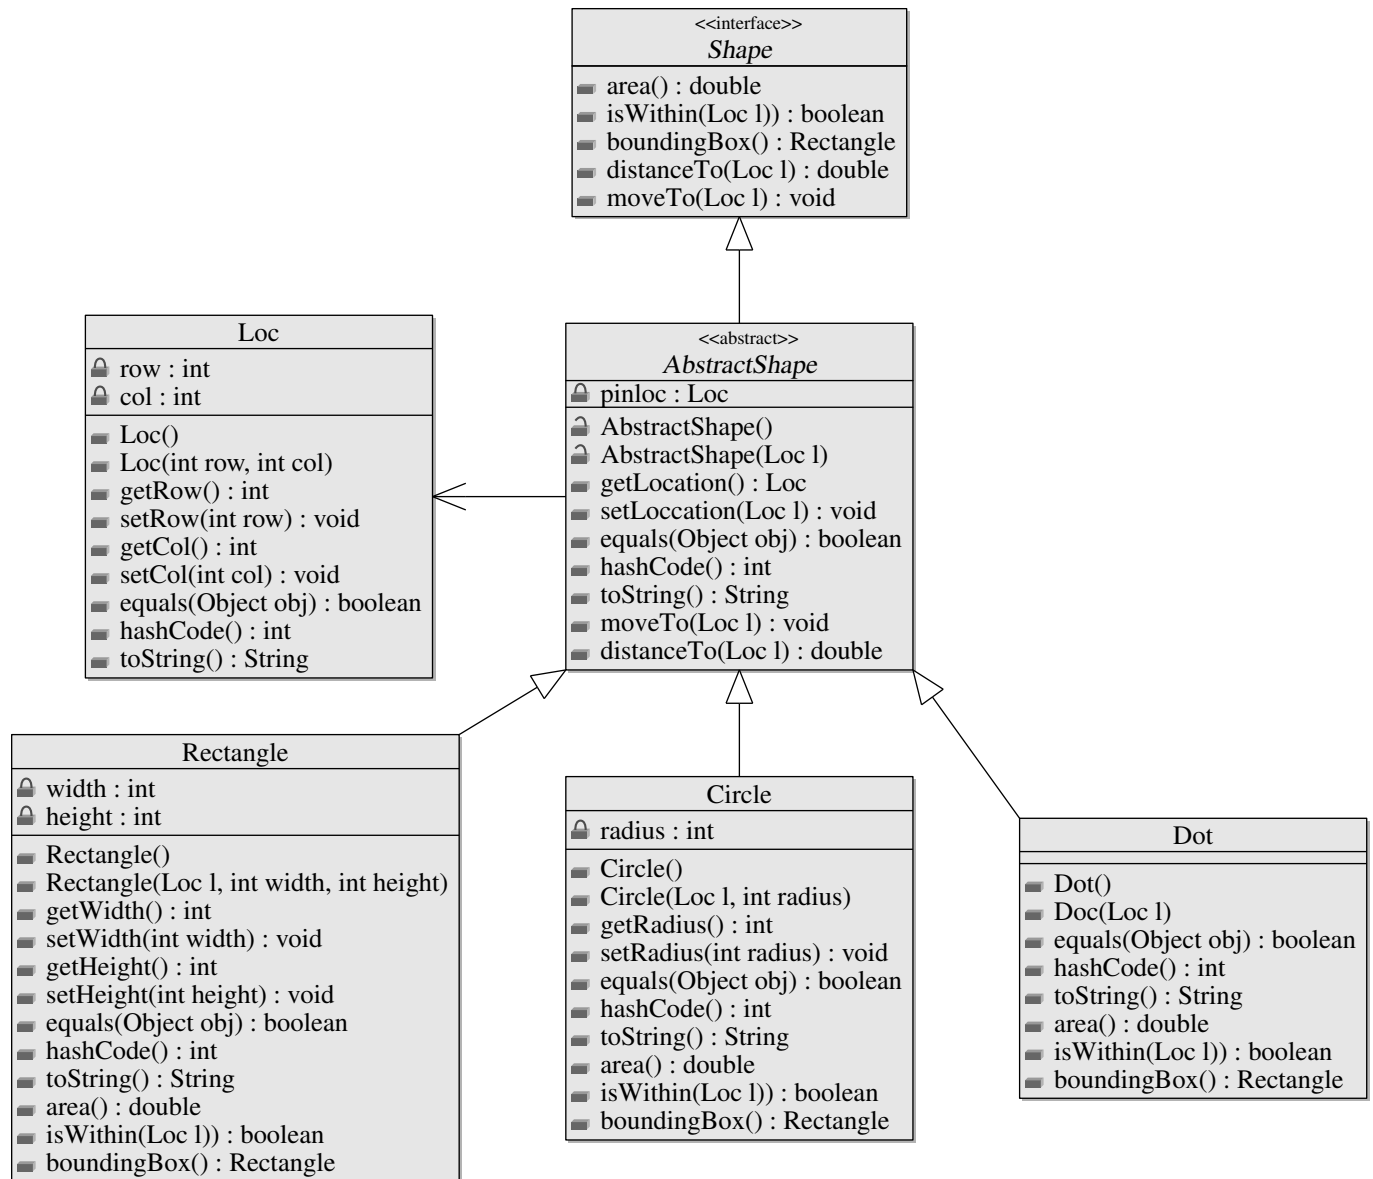 <<interface>>
Shape
area() : double
isWithin(Loc l)) : boolean
boundingBox() : Rectangle
distanceTo(Loc l) : double
moveTo(Loc l) : void
Loc
row : int
col : int
Loc()
Loc(int row, int col)
getRow() : int
setRow(int row) : void
getCol() : int
setCol(int col) : void
equals(Object obj) : boolean
hashCode() : int
toString() : String
<<abstract>>
AbstractShape
pinloc : Loc
AbstractShape()
AbstractShape(Loc l)
getLocation() : Loc
setLoccation(Loc l) : void
equals(Object obj) : boolean
hashCode() : int
toString() : String
moveTo(Loc l) : void
distanceTo(Loc l) : double
Rectangle
width : int
height : int
Rectangle()
Rectangle(Loc l, int width, int height)
getWidth() : int
setWidth(int width) : void
getHeight() : int
setHeight(int height) : void
equals(Object obj) : boolean
hashCode() : int
toString() : String
area() : double
isWithin(Loc l)) : boolean
boundingBox() : Rectangle
Circle
radius : int
Circle()
Circle(Loc l, int radius)
getRadius() : int
setRadius(int radius) : void
equals(Object obj) : boolean
hashCode() : int
toString() : String
area() : double
isWithin(Loc l)) : boolean
boundingBox() : Rectangle
Dot
Dot()
Doc(Loc l)
equals(Object obj) : boolean
hashCode() : int
toString() : String
area() : double
isWithin(Loc l)) : boolean
boundingBox() : Rectangle